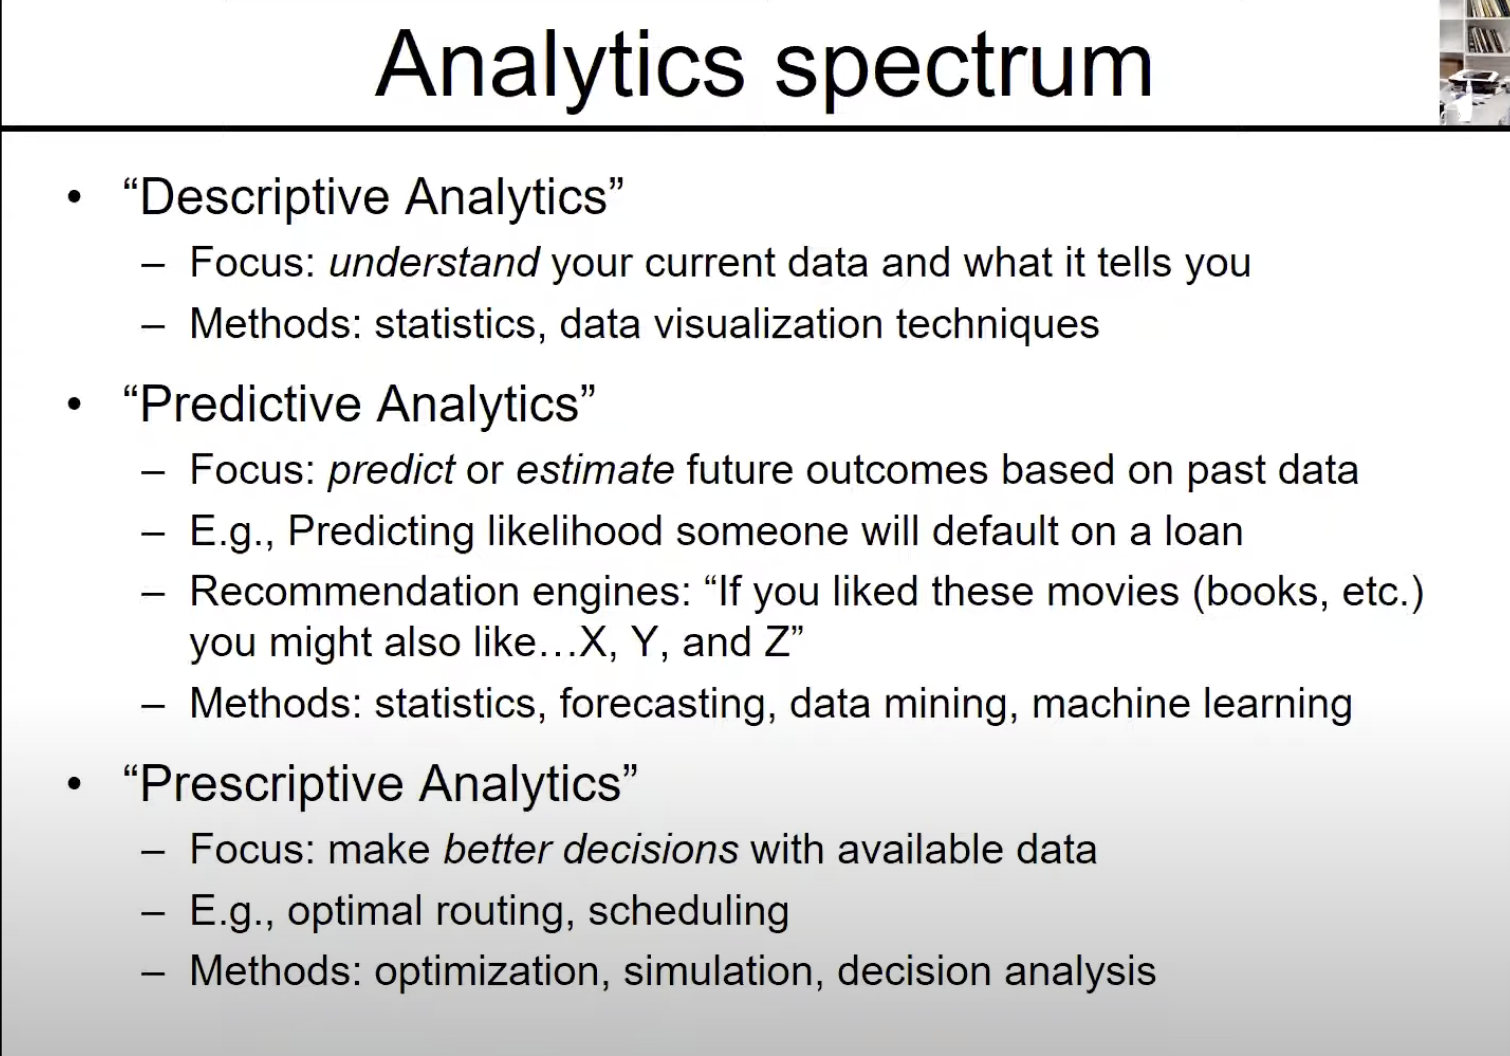 Analytics spectrum
• “Descriptive Analytics”
– Focus: understand your current data and what it tells you
– Methods: statistics, data visualization techniques
• “Predictive Analytics”
– Focus: predict or estimate future outcomes based on past data
– E.g., Predicting likelihood someone will default on a loan
– Recommendation engines: “If you liked these movies (books, etc.)
you might also like…X, Y, and Z”
– Methods: statistics, forecasting, data mining, machine learning
• “Prescriptive Analytics”
– Focus: make better decisions with available data
– E.g., optimal routing, scheduling
– Methods: optimization, simulation, decision analysis